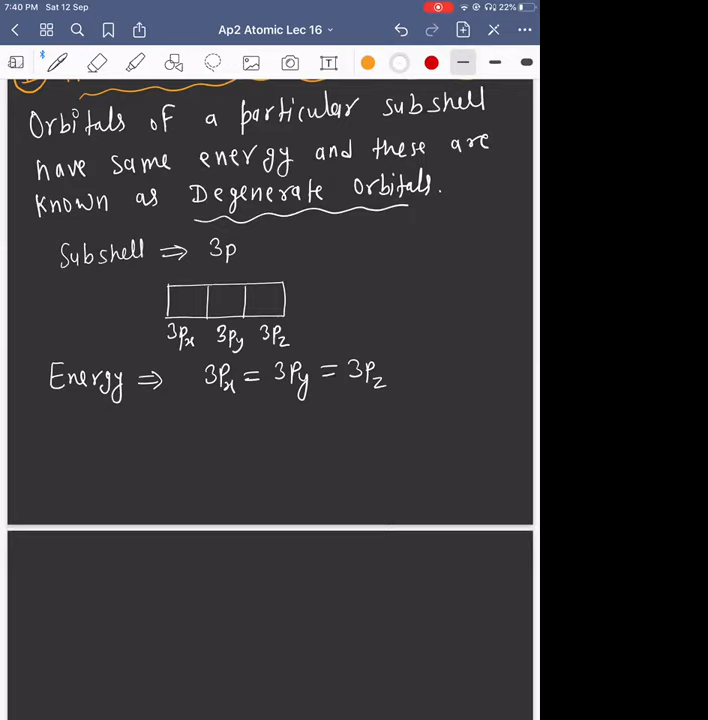 7:40 PM Sat 12 Sep
22%
Ap2 Atomic Lec 16
T
Orbitals of a particular subshell
have same energy and these are
known as Degenerate Orbitals.
Subshell ⇒ 3p
3px 3py 3pz
Energy ⇒ 3Px = 3Py = 3Pz